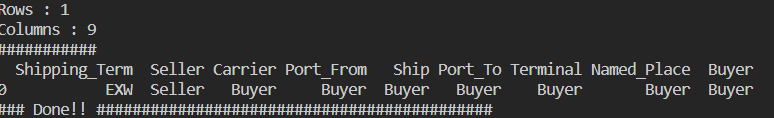 Rows : 1
Columns : 9
###########
Shipping_Term Seller Carrier Port_From Ship Port_To Terminal Named_Place Buyer
0 EXW Seller Buyer Buyer Buyer Buyer Buyer Buyer Buyer
### Done!! ############################################